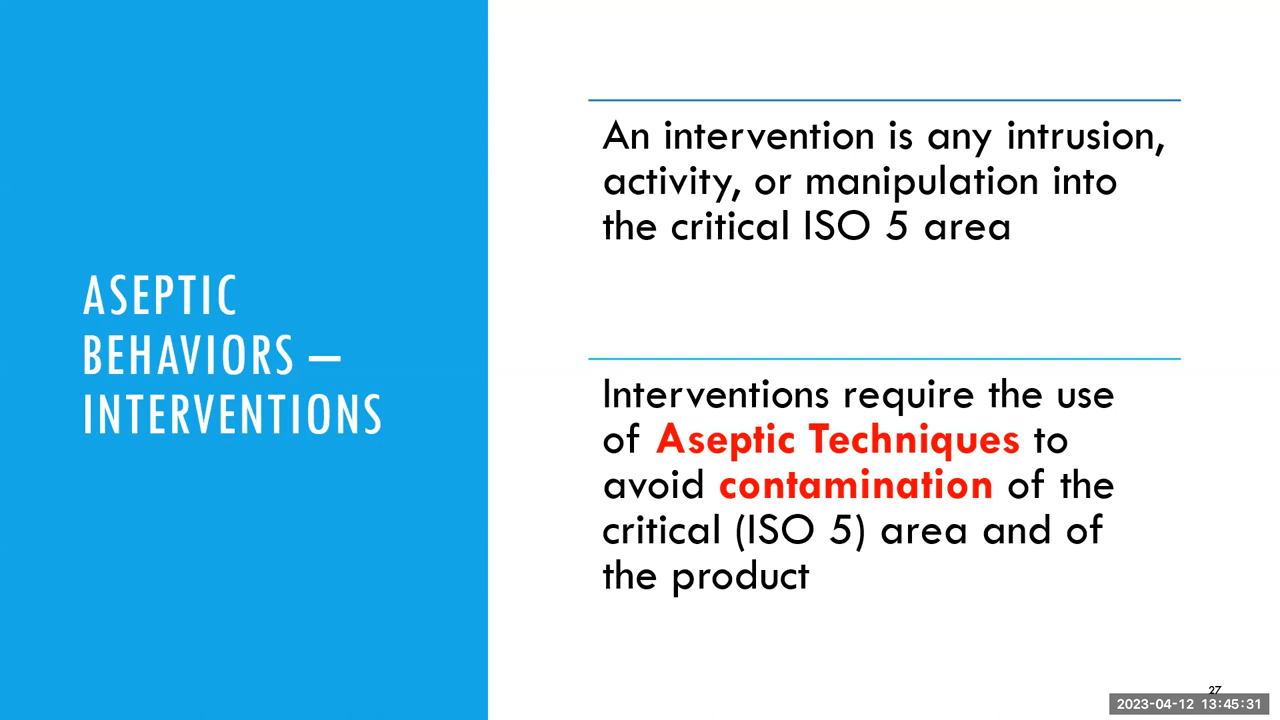 ASEPTIC
BEHAVIORS –
INTERVENTIONS
An intervention is any intrusion,
activity, or manipulation into
the critical ISO 5 area
Interventions require the use
of Aseptic Techniques to
avoid contamination of the
critical (ISO 5) area and of
the product
27
2023-04-12 13:45:31